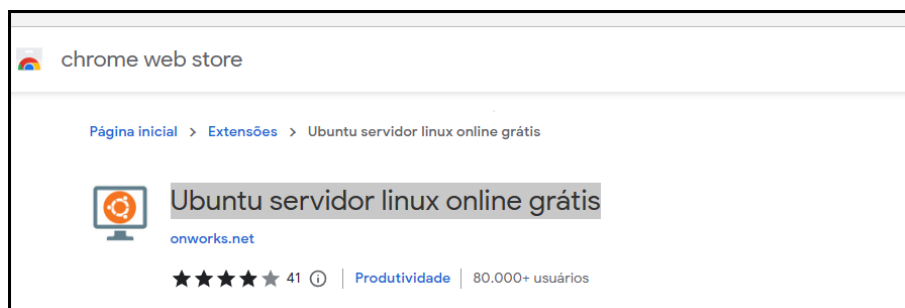 chrome web store
Página inicial > Extensões > Ubuntu servidor linux online grátis
Ubuntu servidor linux online grátis
onworks.net
41 | Produtividade | 80.000+ usuários